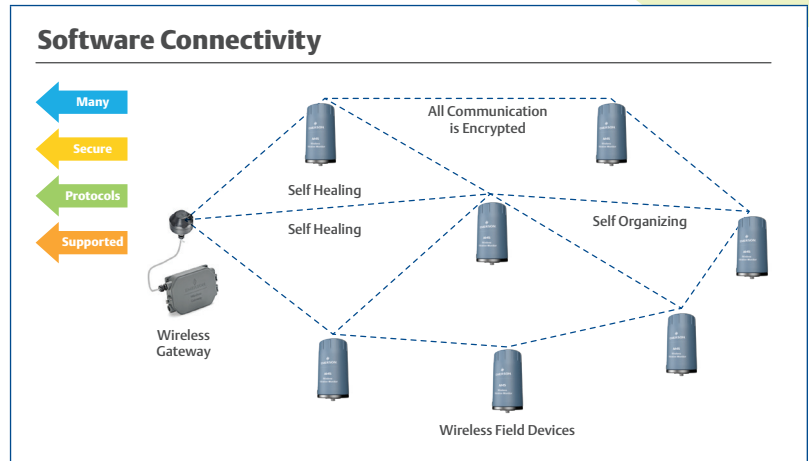 Software Connectivity
Many
Secure
Protocols
Supported
All Communication
is Encrypted
Self Healing
Self Healing
Self Organizing
Wireless
Gateway
Wireless Field Devices